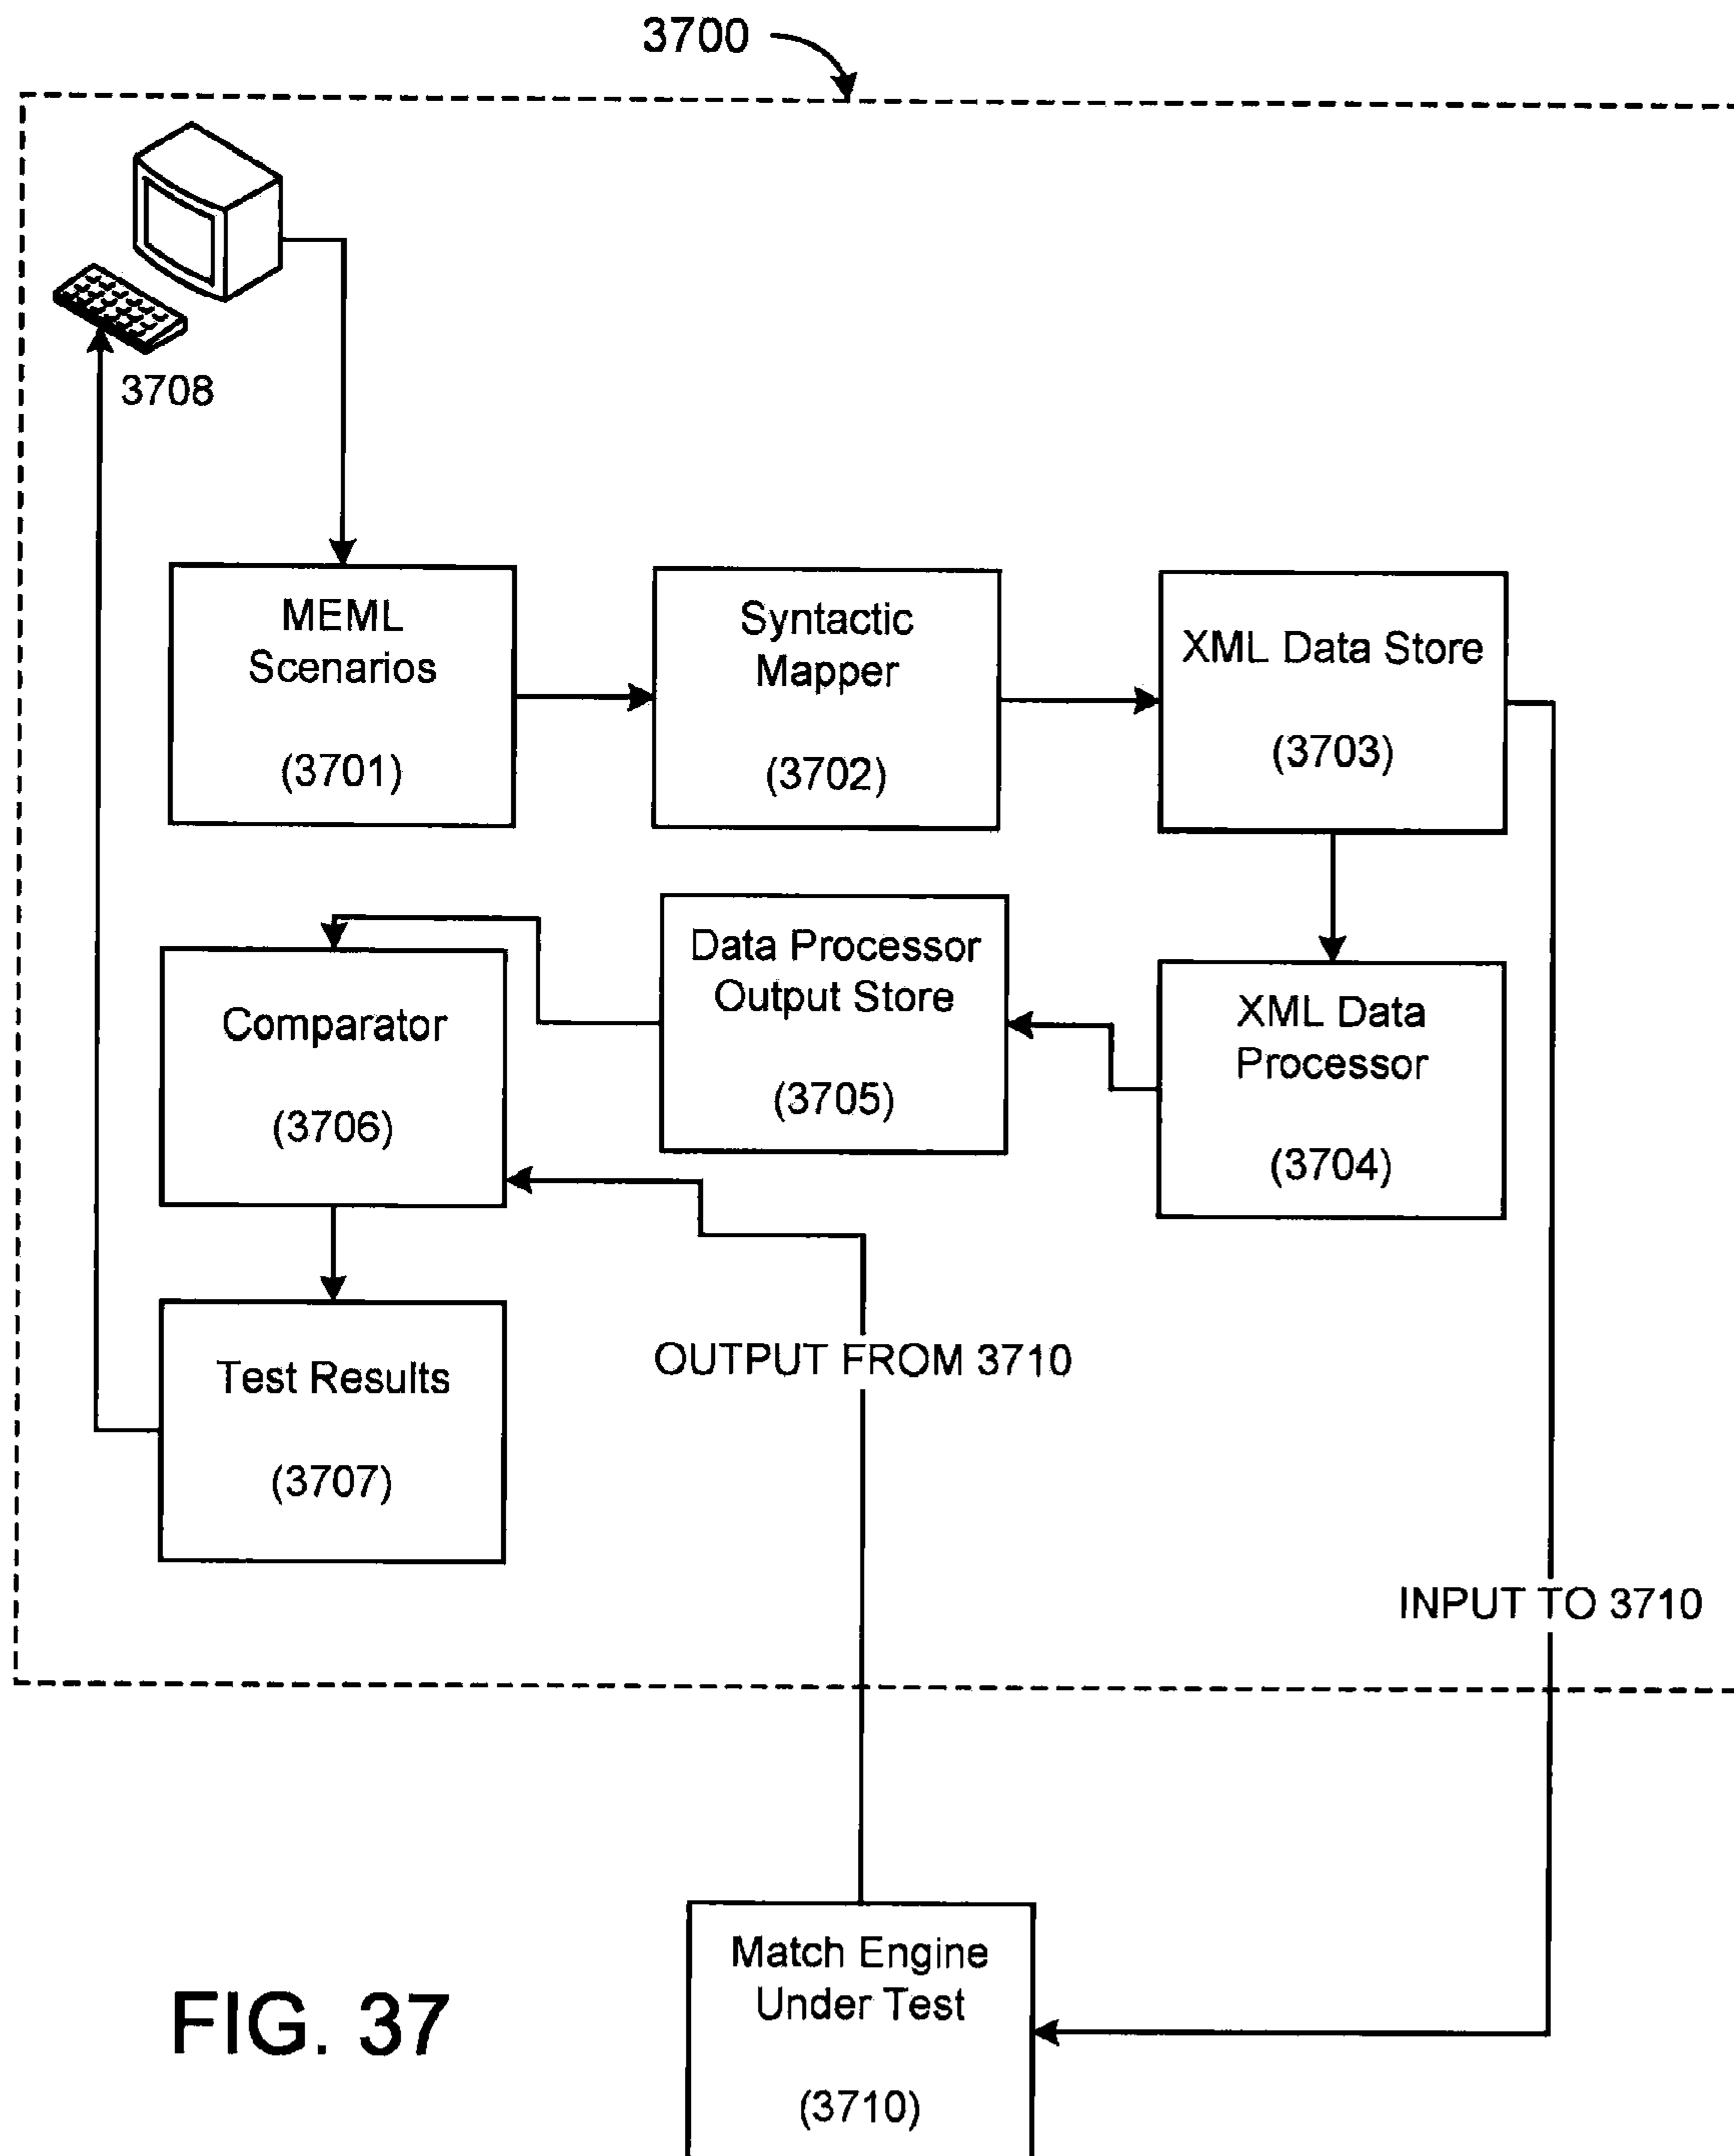 3700
3708
MEML
Scenarios
(3701)
Syntactic
Mapper
(3702)
XML Data Store
(3703)
Comparator
(3706)
Data Processor
Output Store
(3705)
XML Data
Processor
(3704)
Test Results
(3707)
OUTPUT FROM 3710
INPUT TO 3710
Match Engine
Under Test
(3710)
FIG. 37